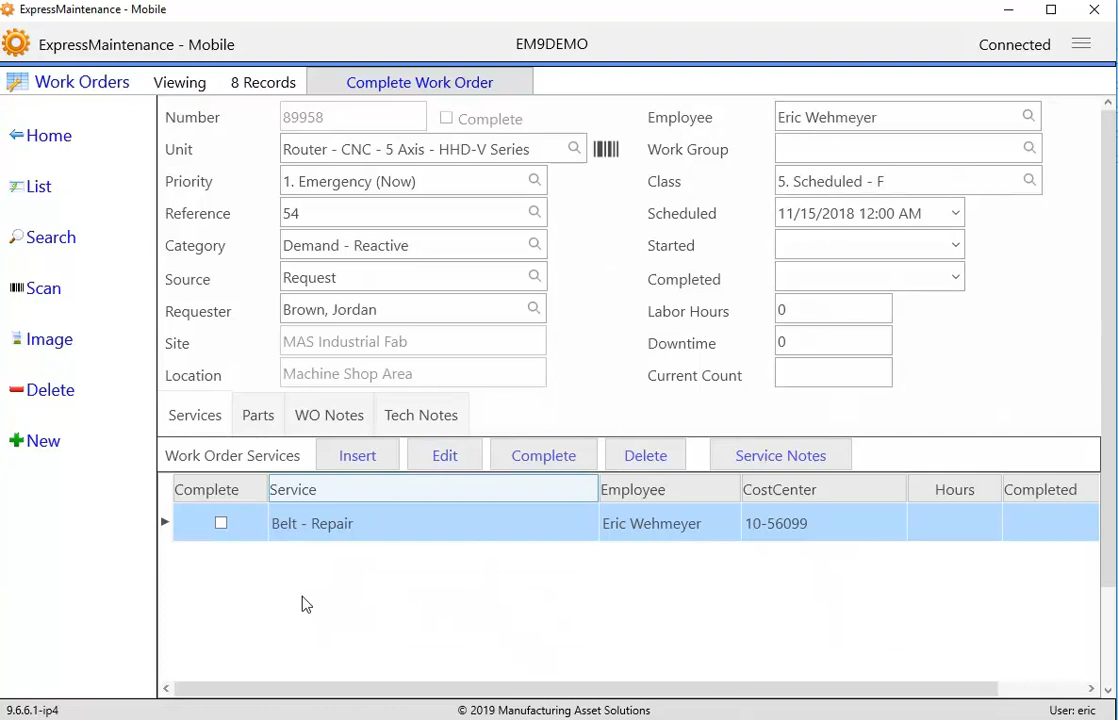 ExpressMaintenance - Mobile
ExpressMaintenance - Mobile EM9DEMO Connected
Work Orders Viewing 8 Records Complete Work Order
Home
List
Search
Scan
Image
Delete
New
Number 89958 Complete
Unit Router - CNC - 5 Axis - HHD-V Series
Priority 1. Emergency (Now)
Reference 54
Category Demand - Reactive
Source Request
Requester Brown, Jordan
Site MAS Industrial Fab
Location Machine Shop Area
Employee Eric Wehmeyer
Work Group
Class 5. Scheduled - F
Scheduled 11/15/2018 12:00 AM
Started
Completed
Labor Hours 0
Downtime 0
Current Count
Services Parts WO Notes Tech Notes
Work Order Services Insert Edit Complete Delete Service Notes
Complete Service Employee CostCenter Hours Completed
Belt - Repair Eric Wehmeyer 10-56099
9.6.6.1-ip4 © 2019 Manufacturing Asset Solutions User: eric